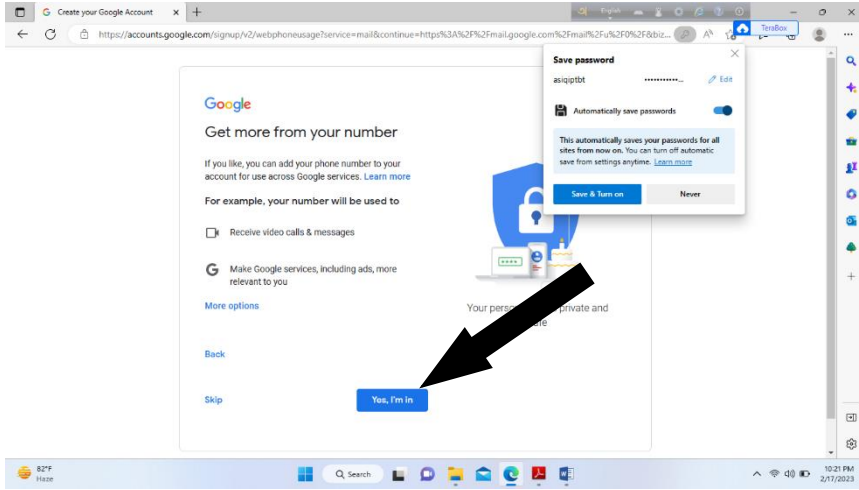 Create your Google Account
English
https://accounts.google.com/signup/v2/webphoneusage?service=mail&continue=https%3A%2F%2Fmail.google.com%2Fmail%2Fu%2F0%2F&biz...
TeraBox
Save password
asiqiptbt ••••••••••••... Edit
Automatically save passwords
This automatically saves your passwords for all
sites from now on. You can turn off automatic
save from settings anytime. Learn more
Save & Turn on Never
Google
Get more from your number
If you like, you can add your phone number to your
account for use across Google services. Learn more
For example, your number will be used to
Receive video calls & messages
Make Google services, including ads, more
relevant to you
More options
Your private and
Back
Skip Yes, I'm in
82°F
Haze
Search
10:21 PM
2/17/2023